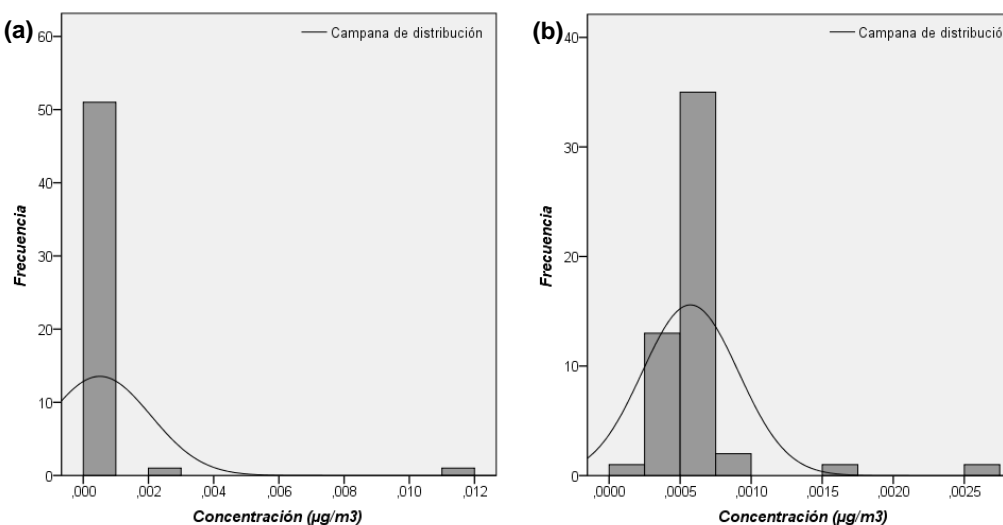 (a)
Campana de distribución
60
50
40
30
20
10
0
Frecuencia
,000 ,002 ,004 ,006 ,008 ,010 ,012
Concentración (µg/m3)
(b)
Campana de distribució
40
30
20
10
0
Frecuencia
,0000 ,0005 ,0010 ,0015 ,0020 ,0025
Concentración (µg/m3)